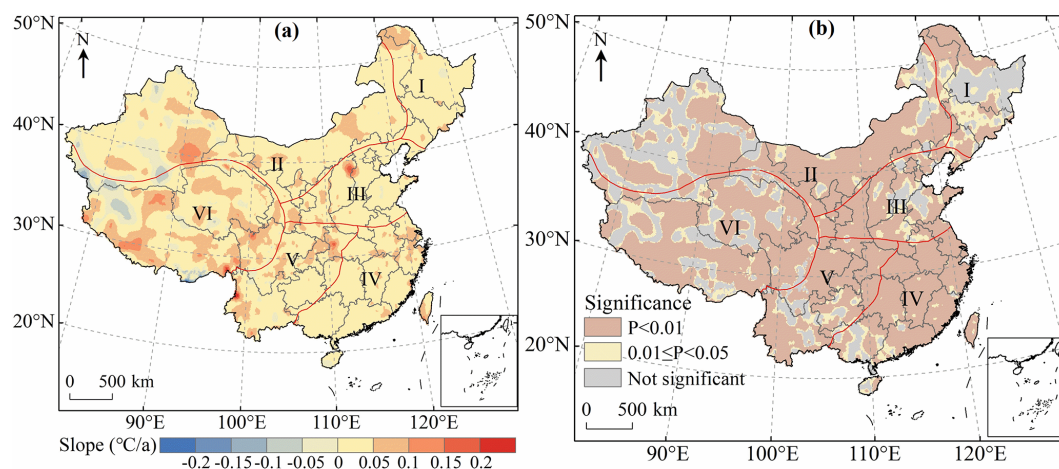 (a)
50°N
40°N
30°N
20°N
120°E
N
I
II
III
VI
V
IV
0 500 km
90°E 100°E 110°E
Slope (°C/a)
-0.2 -0.15 -0.1 -0.05 0 0.05 0.1 0.15 0.2
(b)
50°N
40°N
30°N
20°N
120°E
N
I
II
III
VI
V
IV
Significance
P<0.01
0.01≤P<0.05
Not significant
0 500 km
90°E 100°E 110°E 120°E